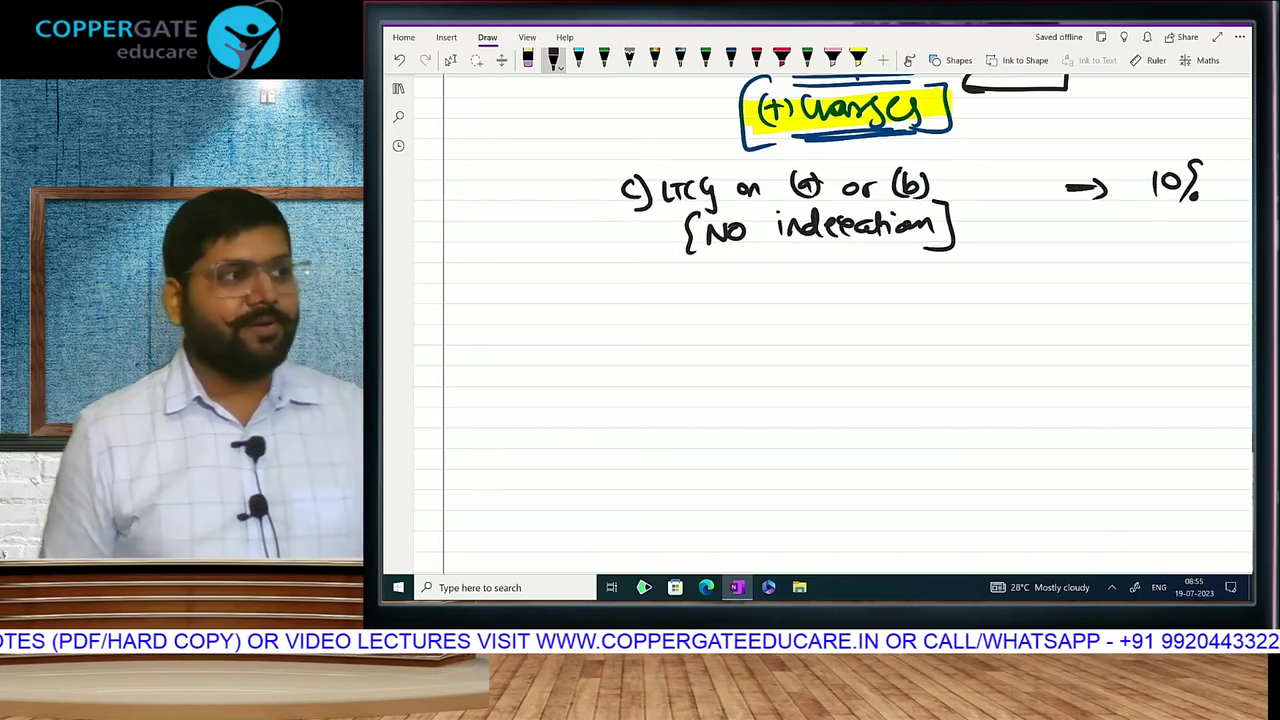 COPPERGATE
educare
Home Insert Draw View Help
Saved offline
Share
Shapes Ink to Shape Ink to Text Ruler Maths
(+) charges
c) LTCG on (a) or (b) → 10%
{No indexation]
Type here to search
28°C Mostly cloudy
ENG
08:55
19-07-2023
OTES (PDF/HARD COPY) OR VIDEO LECTURES VISIT WWW.COPPERGATEEDUCARE.IN OR CALL/WHATSAPP - +91 9920443322